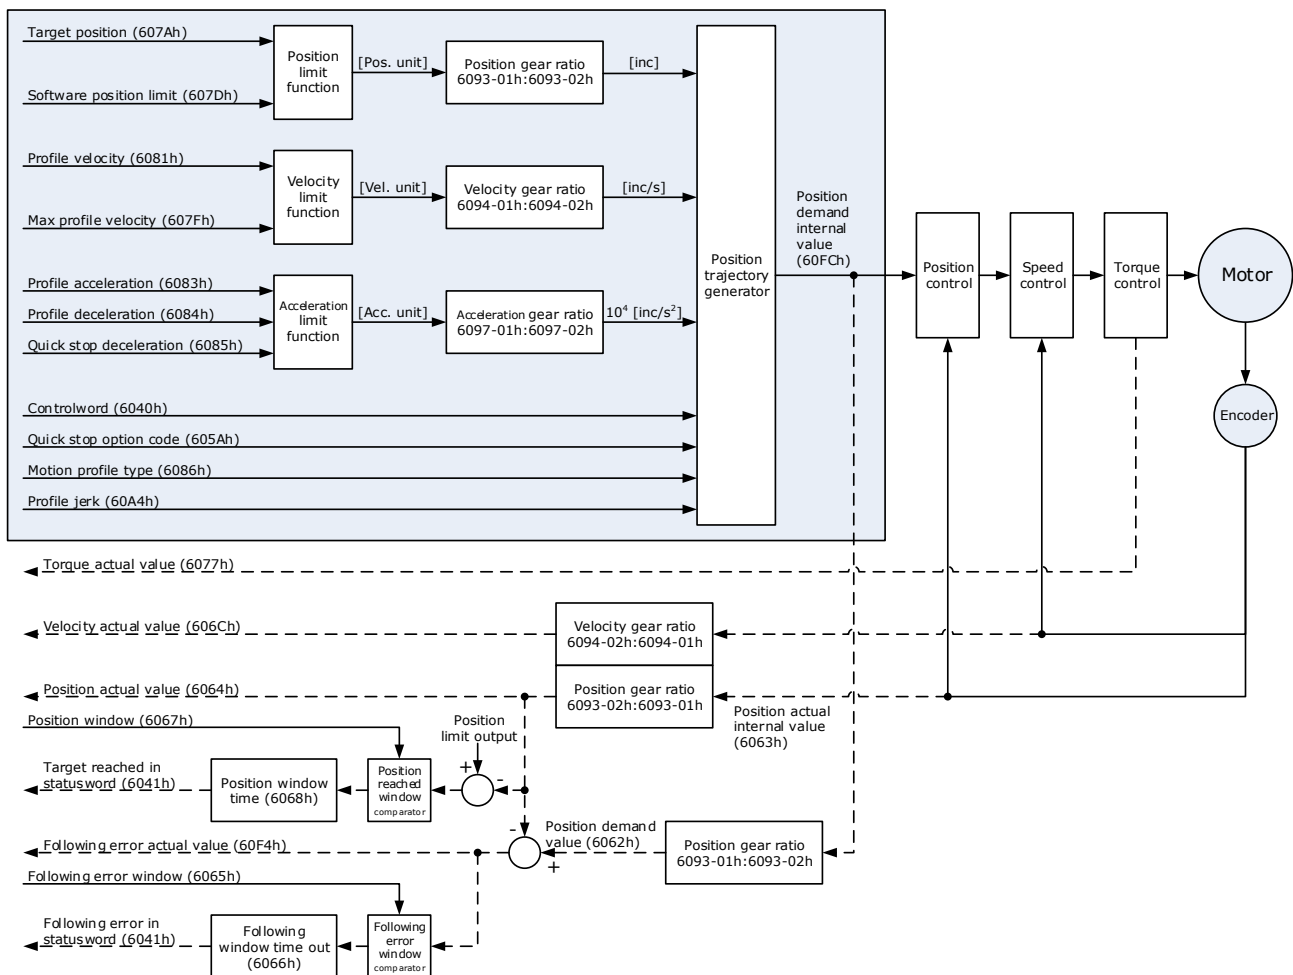 Target position (607Ah)
Software position limit (607Dh)
Position
limit
function
[Pos. unit]
Position gear ratio
6093-01h:6093-02h
[inc]
Profile velocity (6081h)
Max profile velocity (607Fh)
Velocity
limit
function
[Vel. unit]
Velocity gear ratio
6094-01h:6094-02h
[inc/s]
Profile acceleration (6083h)
Profile deceleration (6084h)
Quick stop deceleration (6085h)
Acceleration
limit
function
[Acc. unit]
Acceleration gear ratio
6097-01h:6097-02h
10⁴ [inc/s²]
Controlword (6040h)
Quick stop option code (605Ah)
Motion profile type (6086h)
Profile jerk (60A4h)
Position
trajectory
generator
Position
demand
internal
value
(60FCh)
Position
control
Speed
control
Torque
control
Motor
Encoder
Torque actual value (6077h)
Velocity actual value (606Ch)
Velocity gear ratio
6094-02h:6094-01h
Position actual value (6064h)
Position gear ratio
6093-02h:6093-01h
Position actual
internal value
(6063h)
Position window (6067h)
Position
limit output
Target reached in
statusword (6041h)
Position window
time (6068h)
Position
reached
window
comparator
+
-
Following error actual value (60F4h)
-
+
Position demand
value (6062h)
Position gear ratio
6093-01h:6093-02h
Following error window (6065h)
Following error in
statusword (6041h)
Following
window time out
(6066h)
Following
error
window
comparator